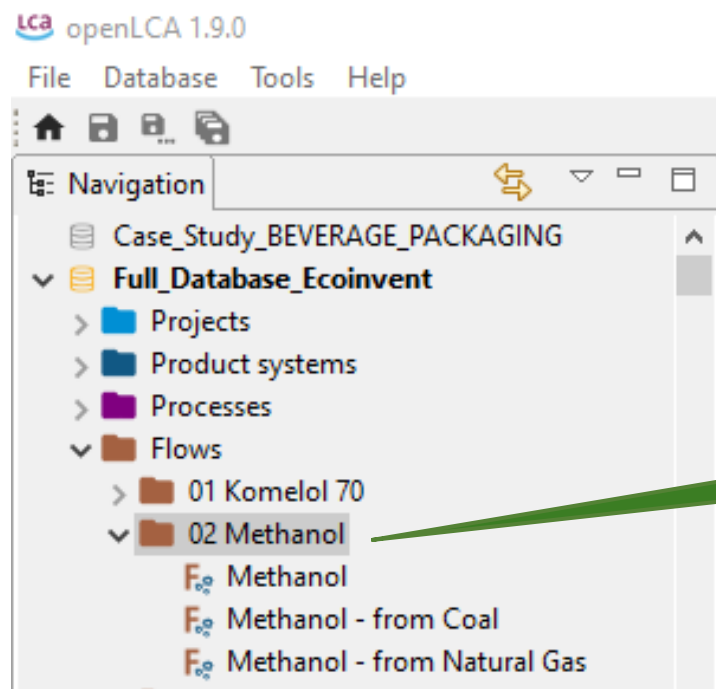 LCa openLCA 1.9.0
File Database Tools Help
Navigation
Case_Study_BEVERAGE_PACKAGING
Full_Database_Ecoinvent
Projects
Product systems
Processes
Flows
01 Komelol 70
02 Methanol
Methanol
Methanol - from Coal
Methanol - from Natural Gas